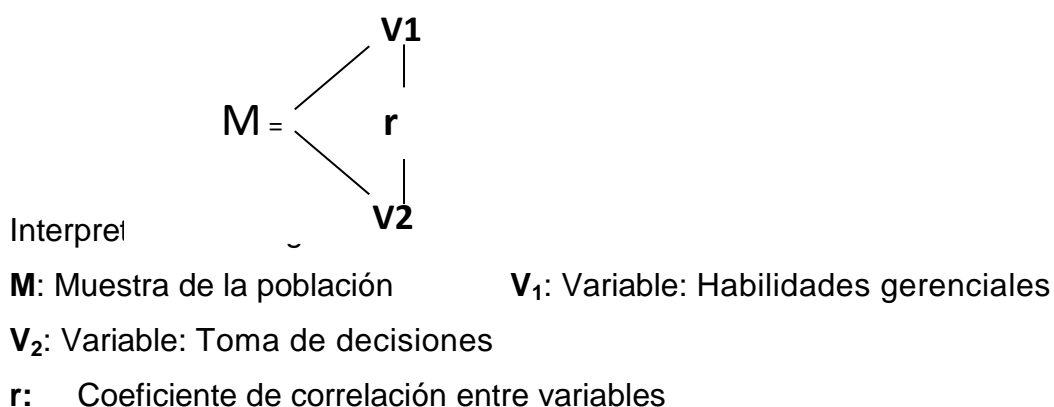 V1
M = r
V2
Interpret
M: Muestra de la población V₁: Variable: Habilidades gerenciales
V₂: Variable: Toma de decisiones
r: Coeficiente de correlación entre variables